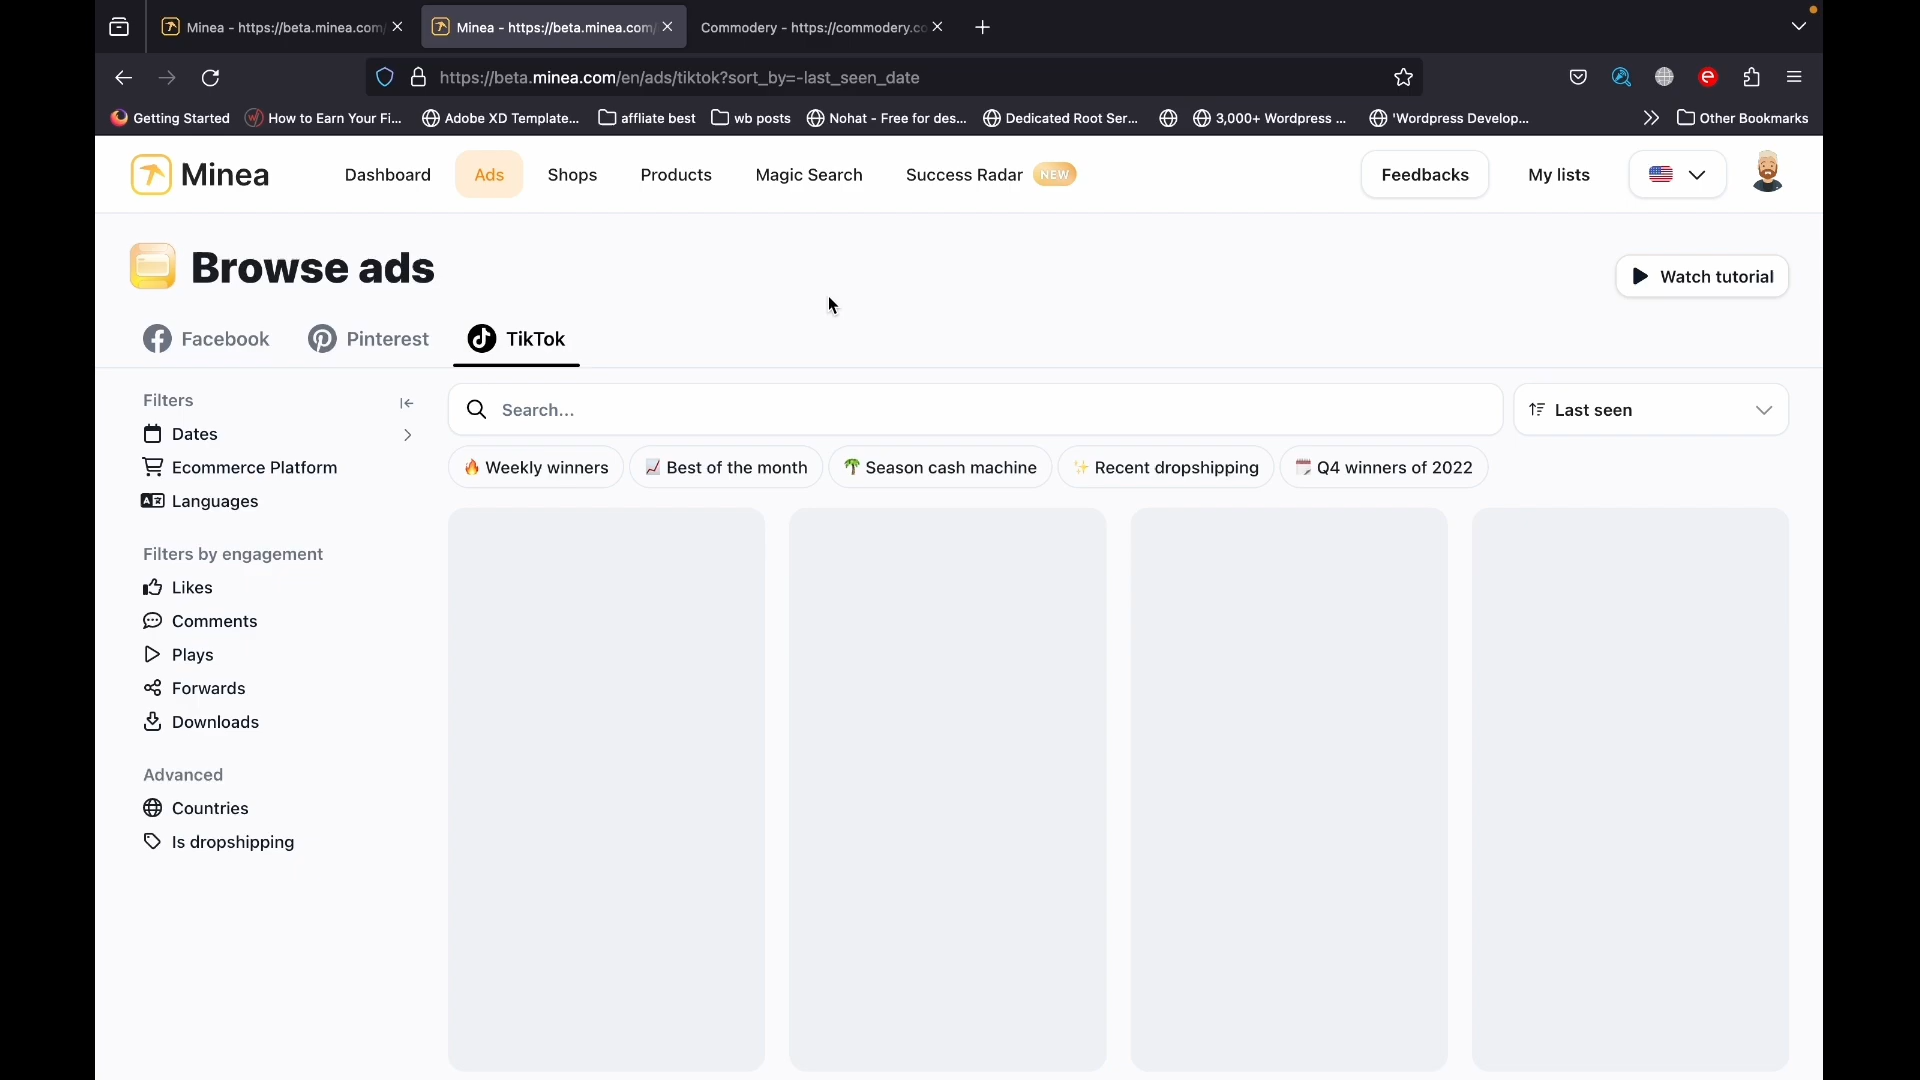 Minea - https://beta.minea.com/
Minea - https://beta.minea.com/
Commodery - https://commodery.co
https://beta.minea.com/en/ads/tiktok?sort_by=-last_seen_date
Getting Started
How to Earn Your Fi...
Adobe XD Template...
affliate best
wb posts
Nohat - Free for des...
Dedicated Root Ser...
3,000+ Wordpress ...
'Wordpress Develop...
Other Bookmarks
Minea
Dashboard
Ads
Shops
Products
Magic Search
Success Radar NEW
Feedbacks
My lists
Browse ads
Watch tutorial
Facebook
Pinterest
TikTok
Filters
Dates
Ecommerce Platform
Languages
Filters by engagement
Likes
Comments
Plays
Forwards
Downloads
Advanced
Countries
Is dropshipping
Search...
Last seen
Weekly winners
Best of the month
Season cash machine
Recent dropshipping
Q4 winners of 2022